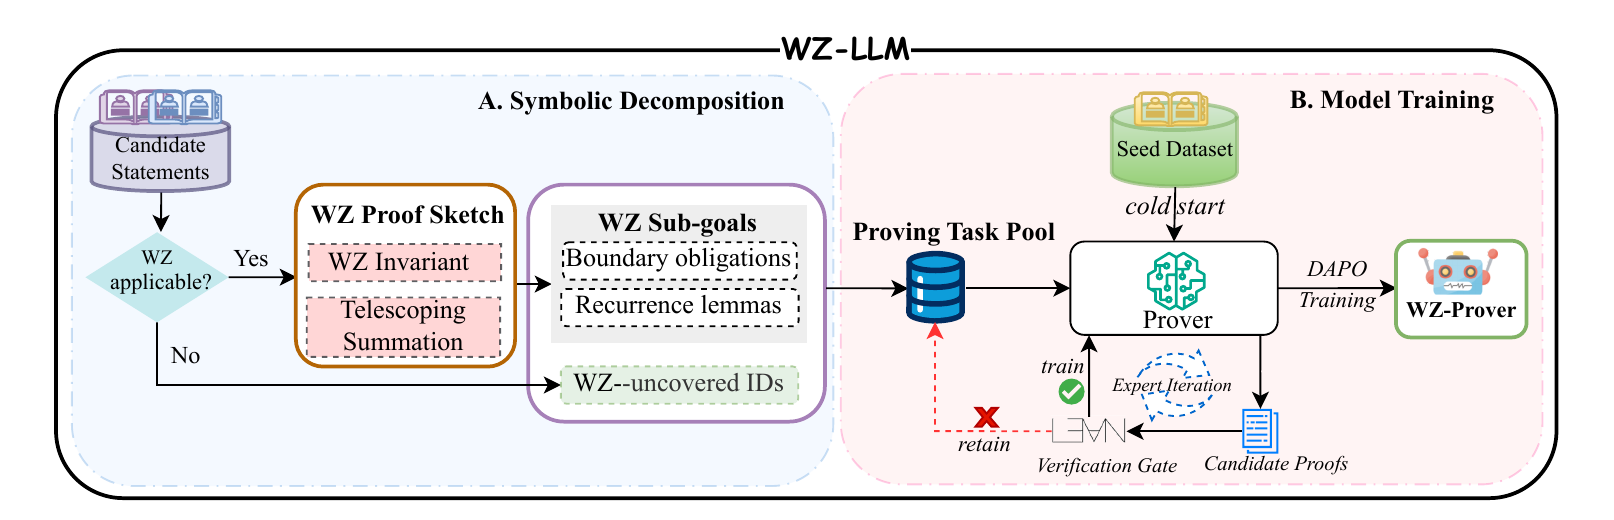 WZ-LLM
A. Symbolic Decomposition
Candidate
Statements
WZ
applicable?
Yes
No
WZ Proof Sketch
WZ Invariant
Telescoping
Summation
WZ Sub-goals
Boundary obligations
Recurrence lemmas
WZ--uncovered IDs
B. Model Training
Seed Dataset
cold start
Proving Task Pool
Prover
DAPO
Training
WZ-Prover
train
Expert Iteration
retain
LEAN
Verification Gate
Candidate Proofs